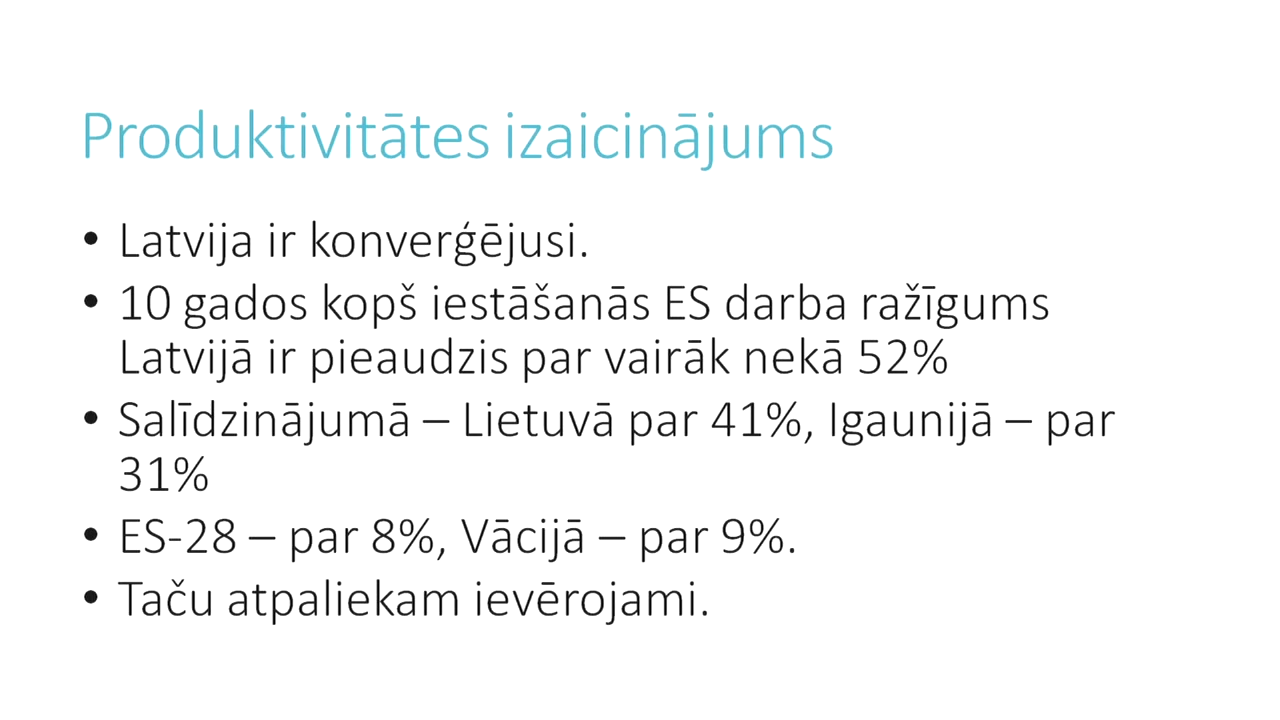 Produktivitātes izaicinājums
• Latvija ir konverģējusi.
• 10 gados kopš iestāšanās ES darba ražīgums
Latvijā ir pieaudzis par vairāk nekā 52%
• Salīdzinājumā – Lietuvā par 41%, Igaunijā – par
31%
• ES-28 – par 8%, Vācijā – par 9%.
• Taču atpaliekam ievērojami.